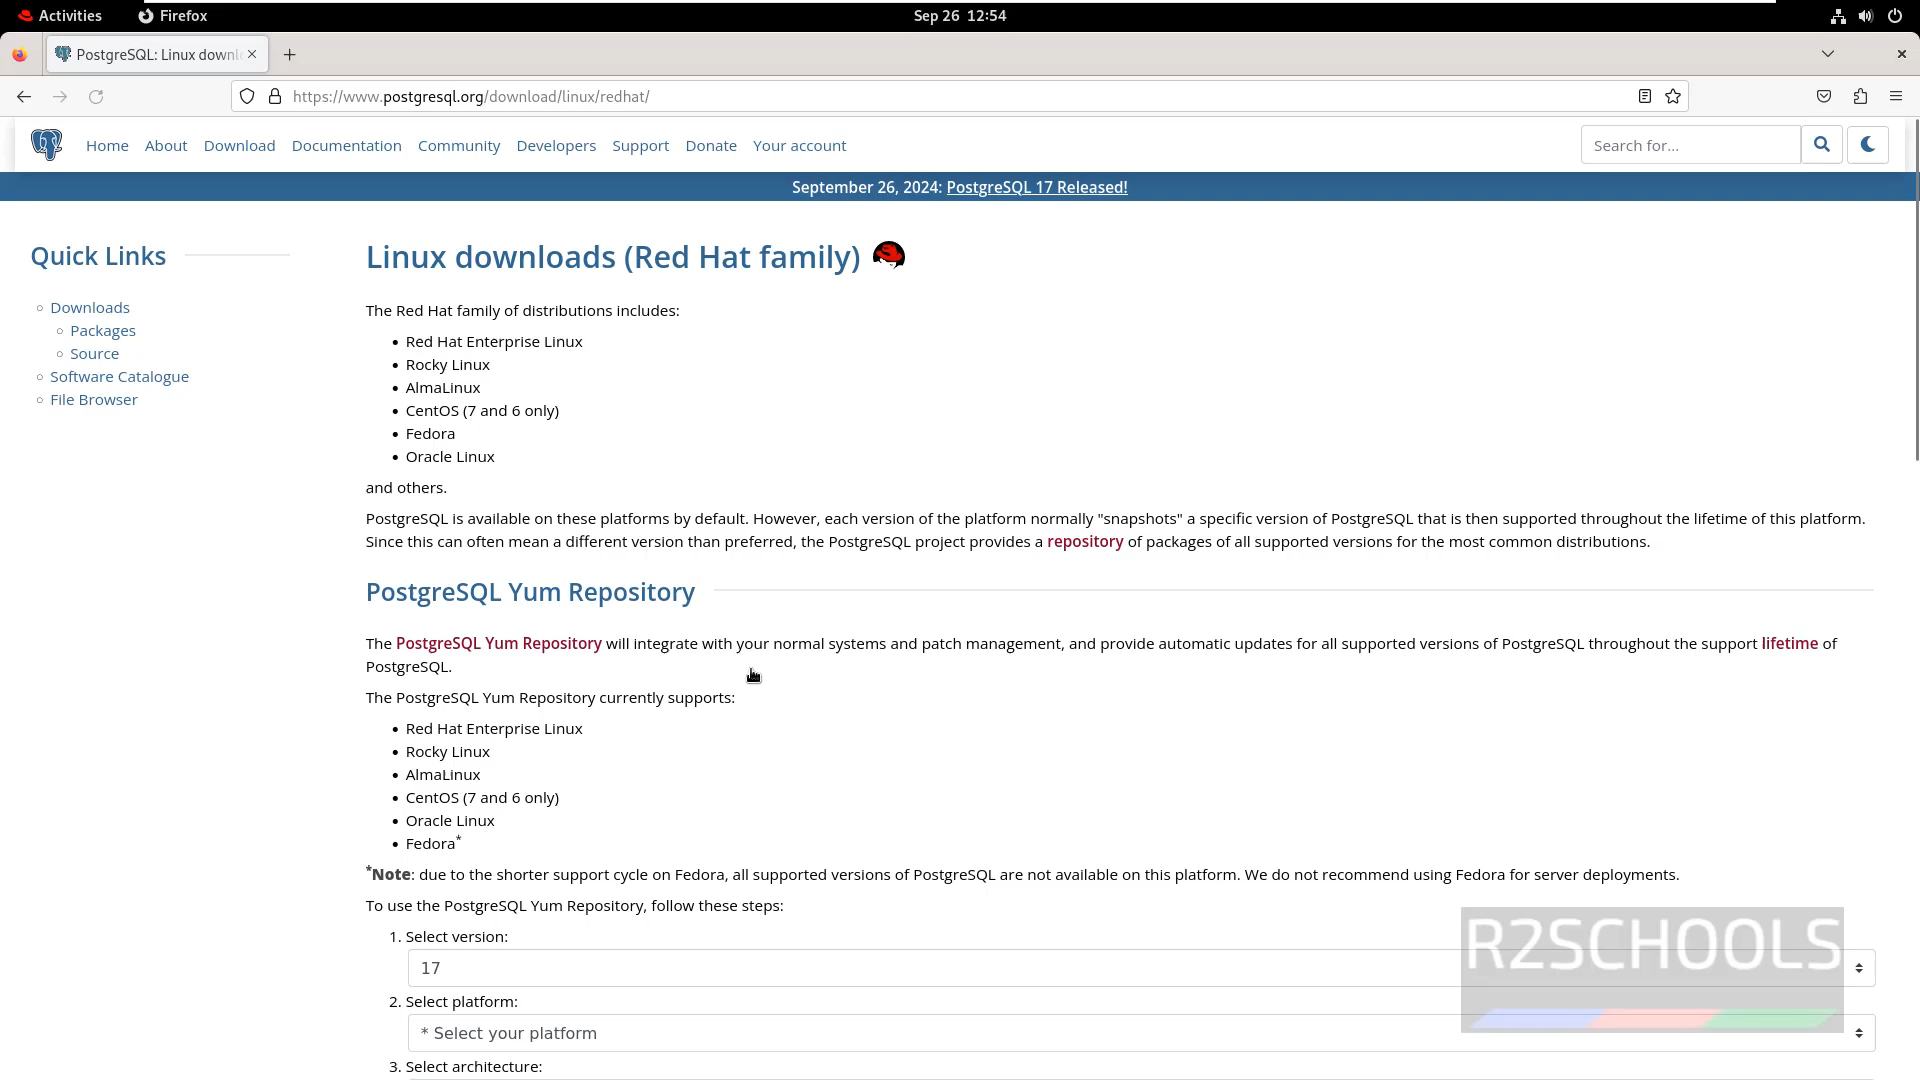 Activities Firefox Sep 26 12:54
PostgreSQL: Linux downl
https://www.postgresql.org/download/linux/redhat/
Home About Download Documentation Community Developers Support Donate Your account Search for...
September 26, 2024: PostgreSQL 17 Released!
Quick Links
Downloads
Packages
Source
Software Catalogue
File Browser
Linux downloads (Red Hat family)
The Red Hat family of distributions includes:
• Red Hat Enterprise Linux
• Rocky Linux
• AlmaLinux
• CentOS (7 and 6 only)
• Fedora
• Oracle Linux
and others.
PostgreSQL is available on these platforms by default. However, each version of the platform normally "snapshots" a specific version of PostgreSQL that is then supported throughout the lifetime of this platform.
Since this can often mean a different version than preferred, the PostgreSQL project provides a repository of packages of all supported versions for the most common distributions.
PostgreSQL Yum Repository
The PostgreSQL Yum Repository will integrate with your normal systems and patch management, and provide automatic updates for all supported versions of PostgreSQL throughout the support lifetime of
PostgreSQL.
The PostgreSQL Yum Repository currently supports:
• Red Hat Enterprise Linux
• Rocky Linux
• AlmaLinux
• CentOS (7 and 6 only)
• Oracle Linux
• Fedora*
*Note: due to the shorter support cycle on Fedora, all supported versions of PostgreSQL are not available on this platform. We do not recommend using Fedora for server deployments.
To use the PostgreSQL Yum Repository, follow these steps:
1. Select version:
17
2. Select platform:
* Select your platform
3. Select architecture:
R2SCHOOLS